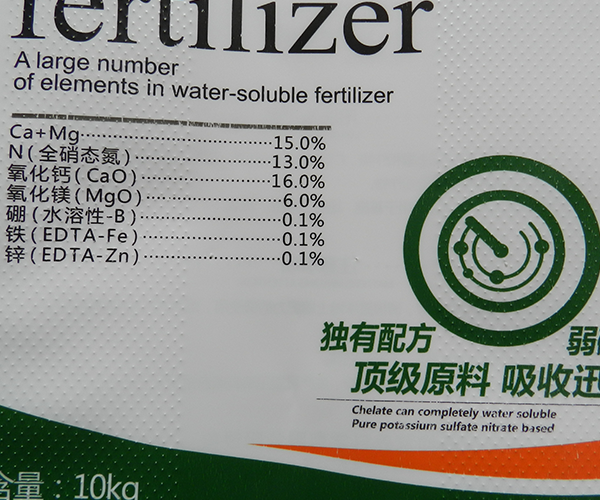 fertilizer
A large number
of elements in water-soluble fertilizer
Ca+Mg 15.0%
N(全硝态氮) 13.0%
氧化钙(CaO) 16.0%
氧化镁(MgO) 6.0%
硼(水溶性-B) 0.1%
铁(EDTA-Fe) 0.1%
锌(EDTA-Zn) 0.1%
独有配方 弱
顶级原料 吸收迅
Chelate can completely water soluble
Pure potassium sulfate nitrate based
含量：10kg